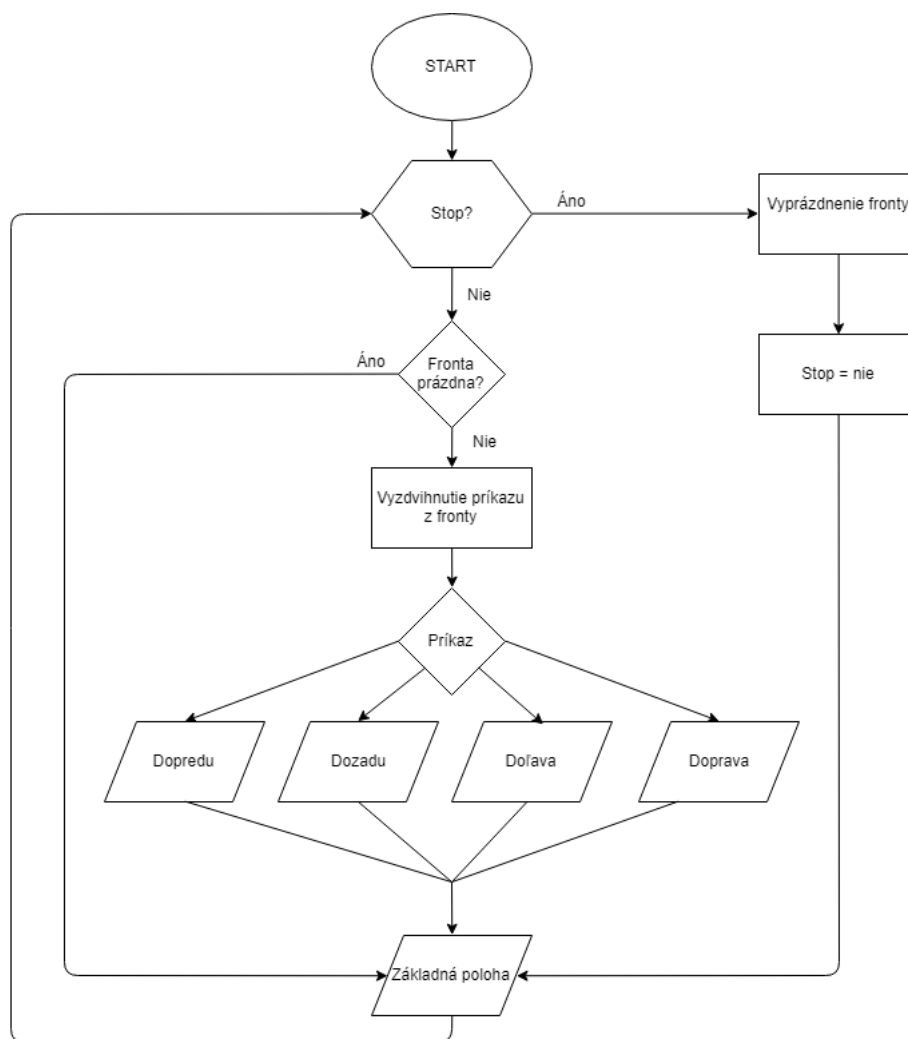 START
Stop?
Áno
Vyprázdnenie fronty
Nie
Áno
Fronta
prázdna?
Stop = nie
Nie
Vyzdvihnutie príkazu
z fronty
Príkaz
Dopredu
Dozadu
Doľava
Doprava
Základná poloha